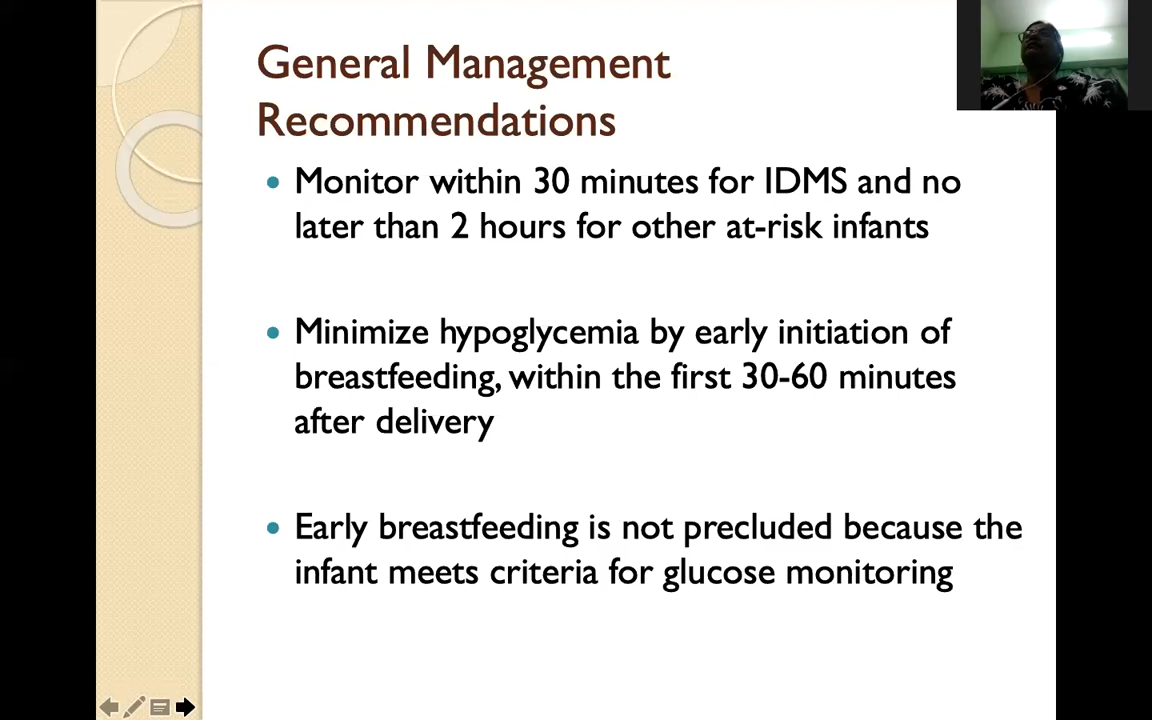 General Management
Recommendations
• Monitor within 30 minutes for IDMS and no
later than 2 hours for other at-risk infants
• Minimize hypoglycemia by early initiation of
breastfeeding, within the first 30-60 minutes
after delivery
• Early breastfeeding is not precluded because the
infant meets criteria for glucose monitoring